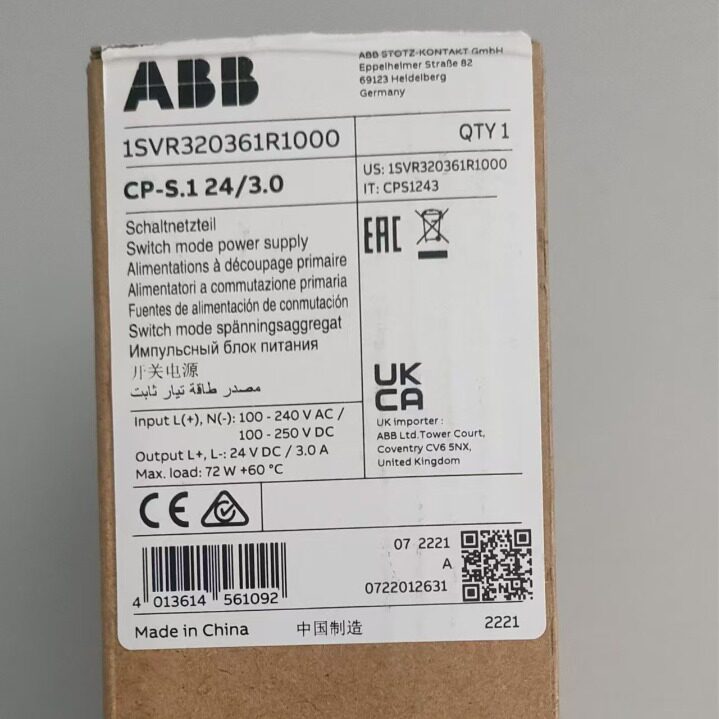 ABB
ABB STOTZ-KONTAKT GmbH
Eppelheimer Straße 82
69123 Heidelberg
Germany
1SVR320361R1000
QTY 1
CP-S.1 24/3.0
US: 1SVR320361R1000
IT: CPS1243
Schaltnetzteil
Switch mode power supply
Alimentations à découpage primaire
Alimentatori a commutazione primaria
Fuentes de alimentación de conmutación
Switch mode spänningsaggregat
Импульсный блок питания
开关电源
مصدر طاقة تيار ثابت
EAC
UK
CA
UK importer :
ABB Ltd.Tower Court,
Coventry CV6 5NX,
United Kingdom
Input L(+), N(-): 100 - 240 V AC /
100 - 250 V DC
Output L+, L-: 24 V DC / 3.0 A
Max. load: 72 W +60 °C
CE
07 2221
A
0722012631
4 013614 561092
Made in China
中国制造
2221